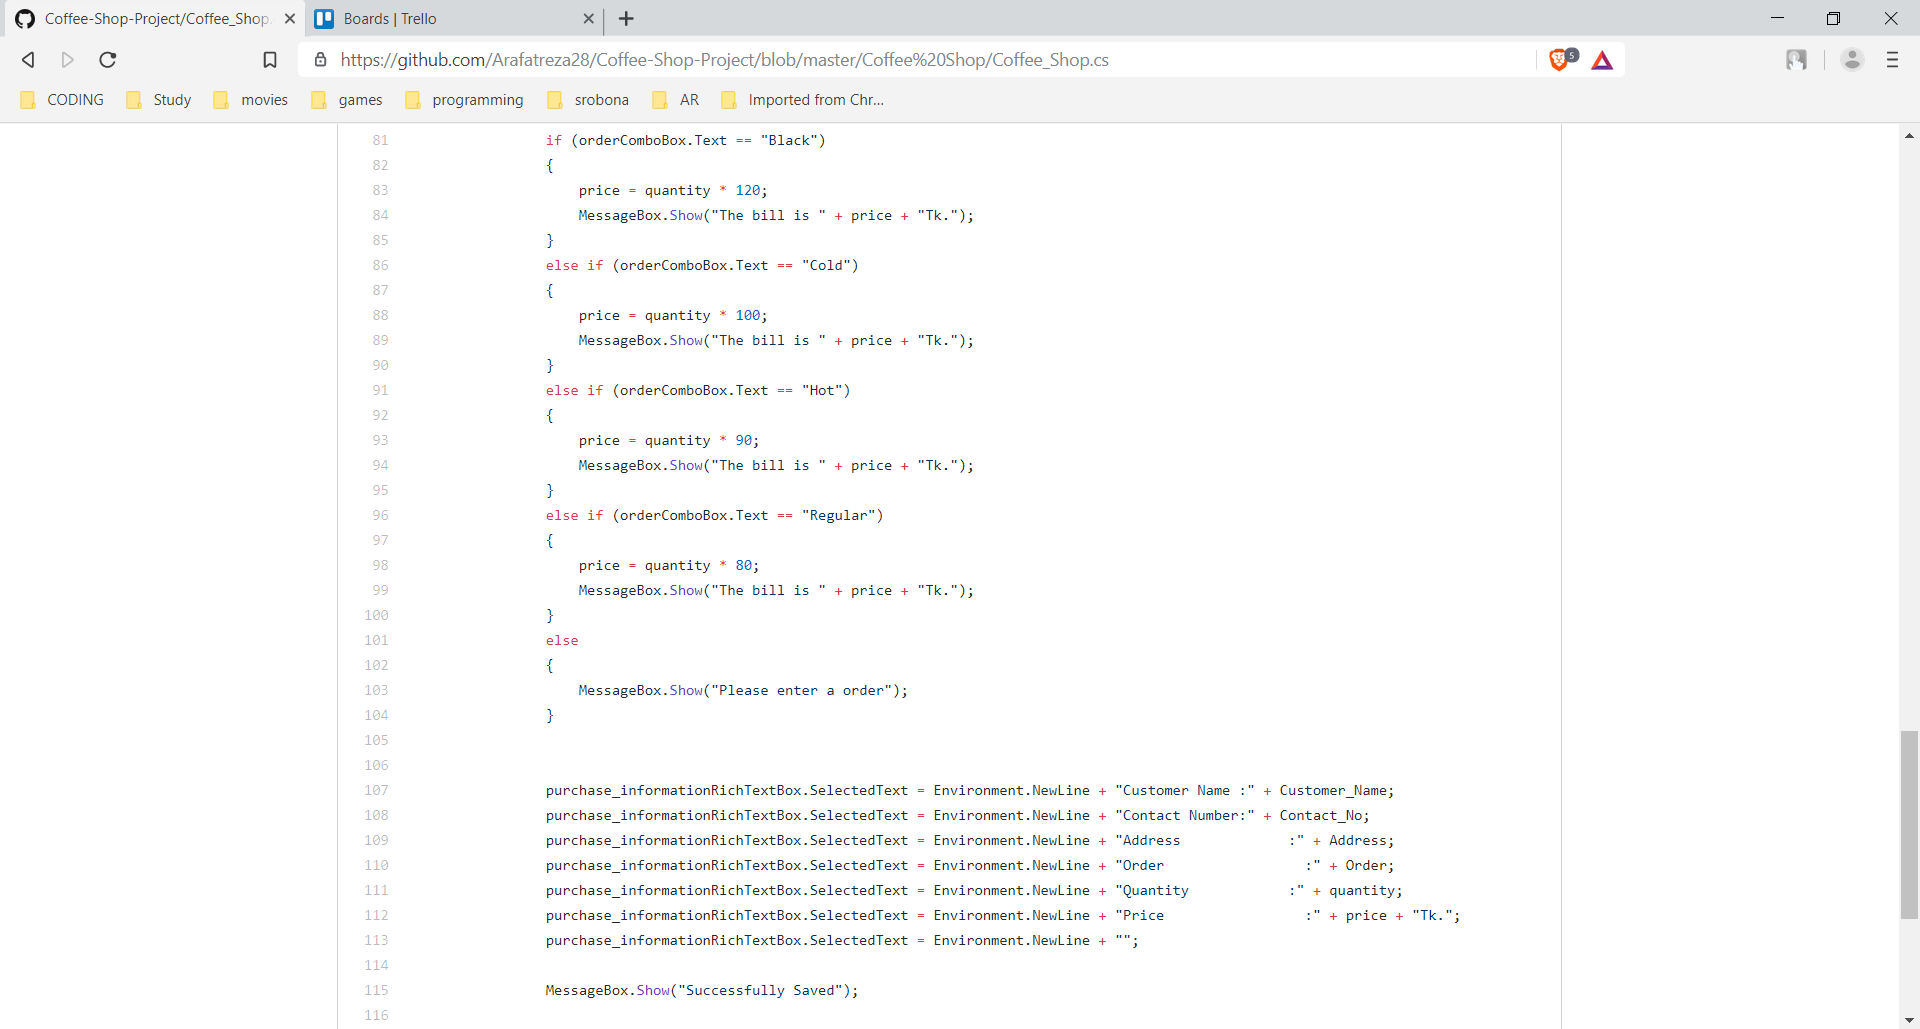 Coffee-Shop-Project/Coffee_Shop.
Boards | Trello
https://github.com/Arafatreza28/Coffee-Shop-Project/blob/master/Coffee%20Shop/Coffee_Shop.cs
5
CODING Study movies games programming srobona AR Imported from Chr...
81 if (orderComboBox.Text == "Black")
82 {
83 price = quantity * 120;
84 MessageBox.Show("The bill is " + price + "Tk.");
85 }
86 else if (orderComboBox.Text == "Cold")
87 {
88 price = quantity * 100;
89 MessageBox.Show("The bill is " + price + "Tk.");
90 }
91 else if (orderComboBox.Text == "Hot")
92 {
93 price = quantity * 90;
94 MessageBox.Show("The bill is " + price + "Tk.");
95 }
96 else if (orderComboBox.Text == "Regular")
97 {
98 price = quantity * 80;
99 MessageBox.Show("The bill is " + price + "Tk.");
100 }
101 else
102 {
103 MessageBox.Show("Please enter a order");
104 }
105
106
107 purchase_informationRichTextBox.SelectedText = Environment.NewLine + "Customer Name :" + Customer_Name;
108 purchase_informationRichTextBox.SelectedText = Environment.NewLine + "Contact Number:" + Contact_No;
109 purchase_informationRichTextBox.SelectedText = Environment.NewLine + "Address             :" + Address;
110 purchase_informationRichTextBox.SelectedText = Environment.NewLine + "Order                 :" + Order;
111 purchase_informationRichTextBox.SelectedText = Environment.NewLine + "Quantity            :" + quantity;
112 purchase_informationRichTextBox.SelectedText = Environment.NewLine + "Price                 :" + price + "Tk.";
113 purchase_informationRichTextBox.SelectedText = Environment.NewLine + "";
114
115 MessageBox.Show("Successfully Saved");
116